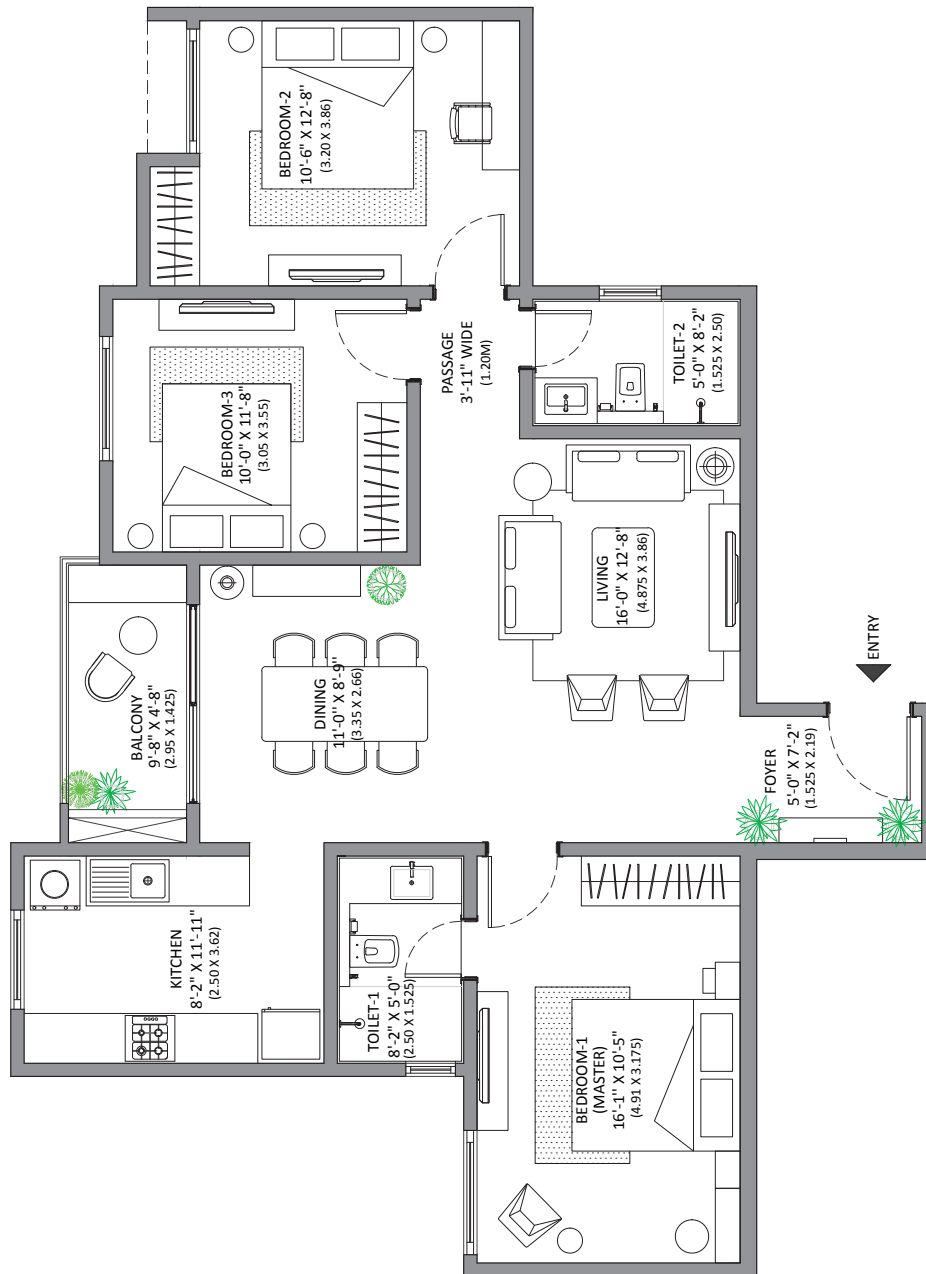 BEDROOM-2
10'-6" X 12'-8"
(3.20 X 3.86)
BEDROOM-3
10'-0" X 11'-8"
(3.05 X 3.55)
PASSAGE
3'-11" WIDE
(1.20M)
TOILET-2
5'-0" X 8'-2"
(1.525 X 2.50)
BALCONY
9'-8" X 4'-8"
(2.95 X 1.425)
DINING
11'-0" X 8'-9"
(3.35 X 2.66)
LIVING
16'-0" X 12'-8"
(4.875 X 3.86)
ENTRY
FOYER
5'-0" X 7'-2"
(1.525 X 2.19)
KITCHEN
8'-2" X 11'-11"
(2.50 X 3.62)
TOILET-1
8'-2" X 5'-0"
(2.50 X 1.525)
BEDROOM-1
(MASTER)
16'-1" X 10'-5"
(4.91 X 3.175)